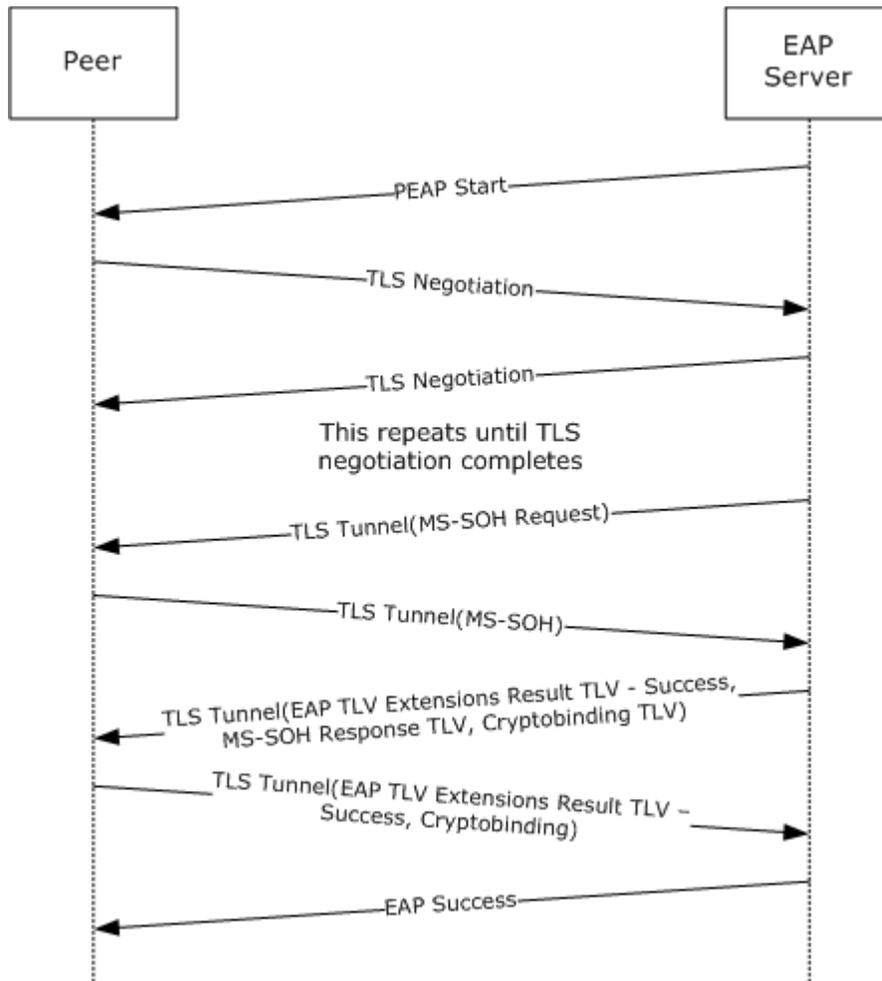 Peer
EAP
Server
PEAP Start
TLS Negotiation
TLS Negotiation
This repeats until TLS
negotiation completes
TLS Tunnel(MS-SOH Request)
TLS Tunnel(MS-SOH)
TLS Tunnel(EAP TLV Extensions Result TLV - Success,
MS-SOH Response TLV, Cryptobinding TLV)
TLS Tunnel(EAP TLV Extensions Result TLV –
Success, Cryptobinding)
EAP Success